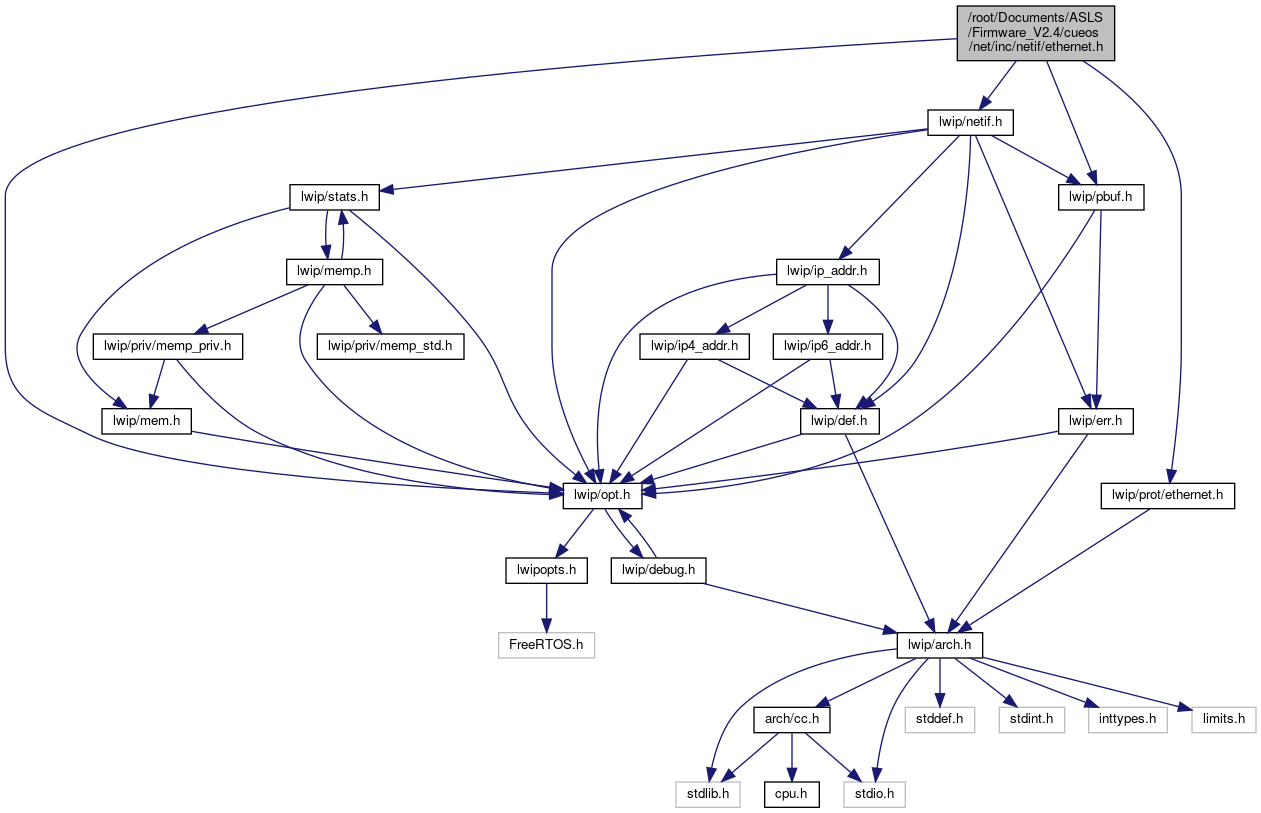 /root/Documents/ASLS
/Firmware_V2.4/cueos
/net/inc/netif/ethernet.h
lwip/netif.h
lwip/stats.h
lwip/pbuf.h
lwip/memp.h
lwip/ip_addr.h
lwip/priv/memp_priv.h
lwip/priv/memp_std.h
lwip/ip4_addr.h
lwip/ip6_addr.h
lwip/mem.h
lwip/def.h
lwip/err.h
lwip/opt.h
lwip/prot/ethernet.h
lwipopts.h
lwip/debug.h
FreeRTOS.h
lwip/arch.h
arch/cc.h
stddef.h
stdint.h
inttypes.h
limits.h
stdlib.h
cpu.h
stdio.h